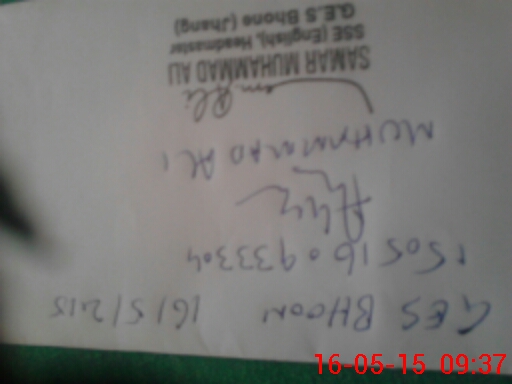 GES BHOON 16/5/2015
MUHAMMAD ALI
SAMAR MUHAMMAD ALI
SSE (English), Headmaster
G.E.S Bhone (Jhang)
16-05-15 09:37